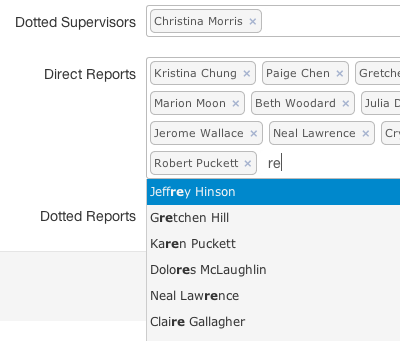 Dotted Supervisors
Christina Morris ×
Direct Reports
Kristina Chung × Paige Chen × Gretche
Marion Moon × Beth Woodard × Julia D
Jerome Wallace × Neal Lawrence × Cry
Robert Puckett × re
Jeffrey Hinson
Gretchen Hill
Dotted Reports
Karen Puckett
Dolores McLaughlin
Neal Lawrence
Claire Gallagher